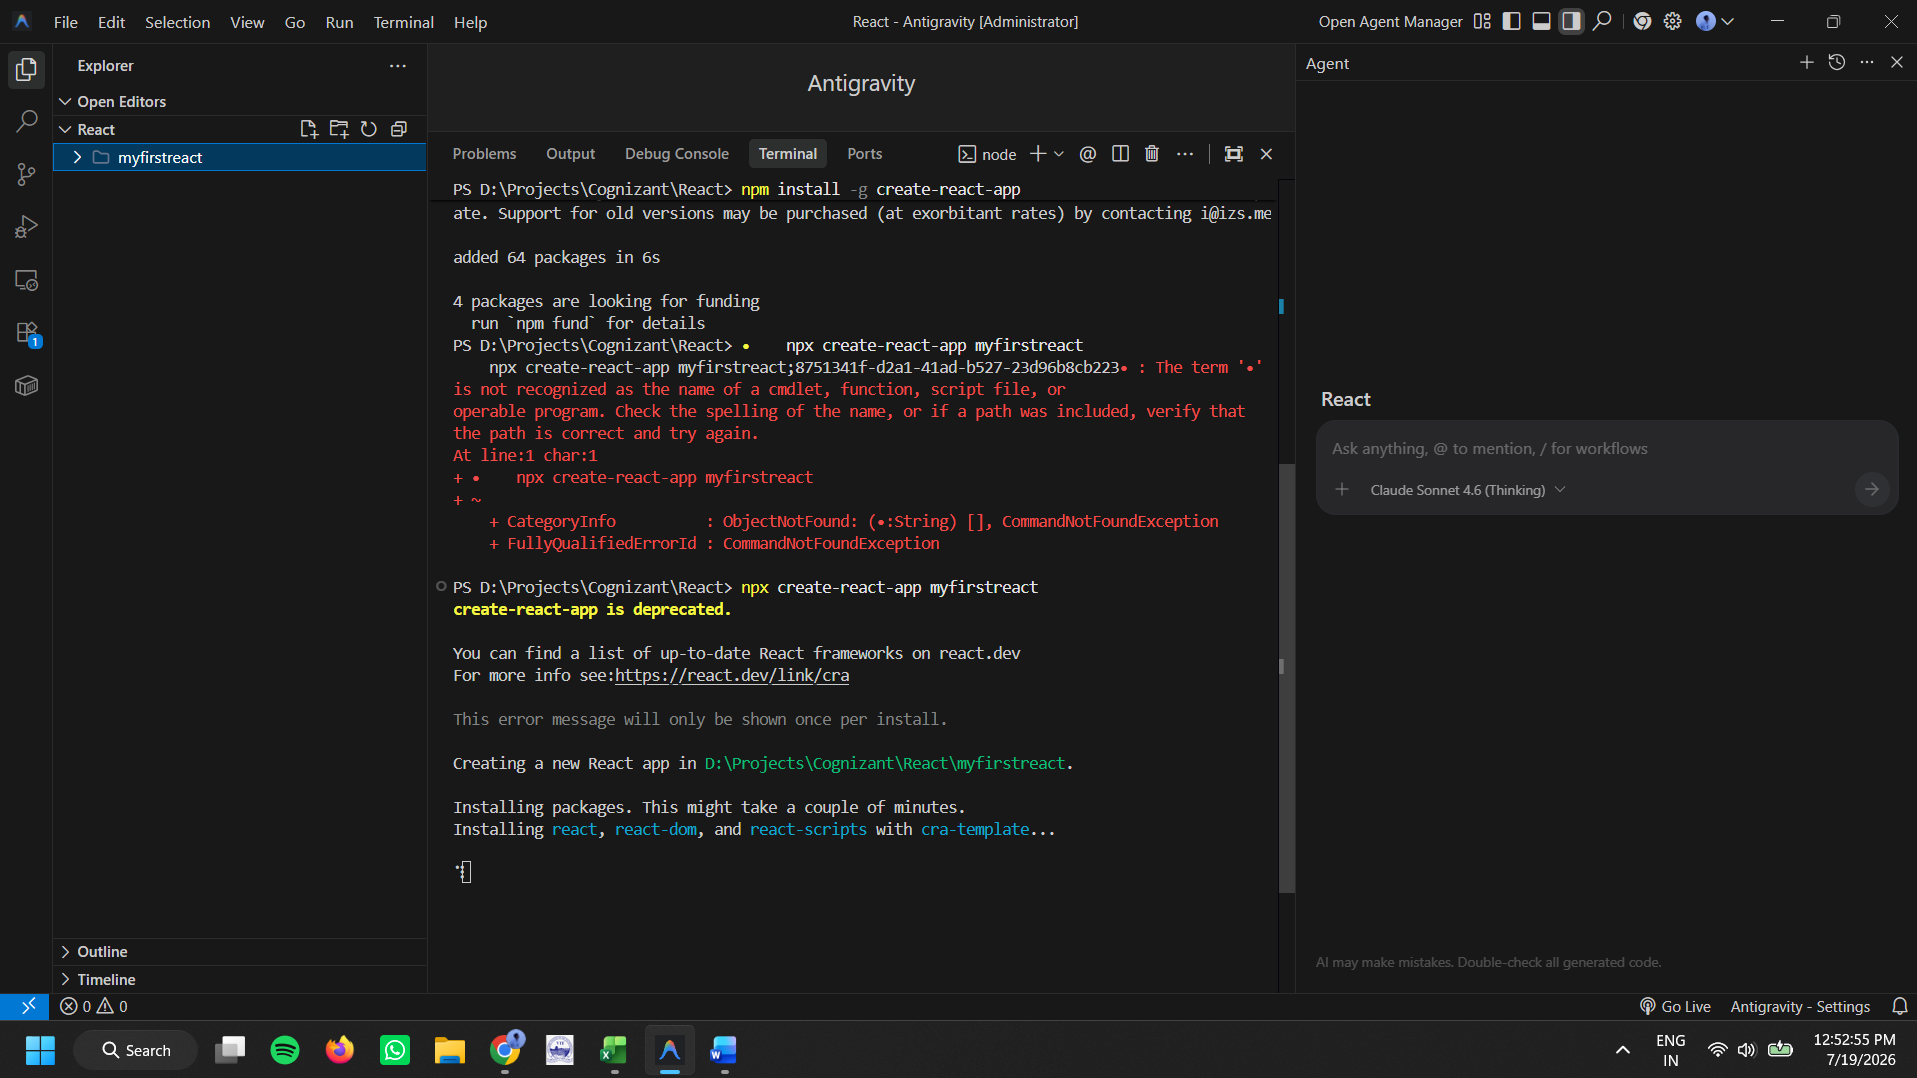 File Edit Selection View Go Run Terminal Help
React - Antigravity [Administrator]
Open Agent Manager
Explorer
Open Editors
React
myfirstreact
Outline
Timeline
Antigravity
Problems Output Debug Console Terminal Ports
node
PS D:\Projects\Cognizant\React> npm install -g create-react-app
ate. Support for old versions may be purchased (at exorbitant rates) by contacting i@izs.me
added 64 packages in 6s
4 packages are looking for funding
run `npm fund` for details
PS D:\Projects\Cognizant\React> • npx create-react-app myfirstreact
npx create-react-app myfirstreact;8751341f-d2a1-41ad-b527-23d96b8cb223• : The term '•'
is not recognized as the name of a cmdlet, function, script file, or
operable program. Check the spelling of the name, or if a path was included, verify that
the path is correct and try again.
At line:1 char:1
+ • npx create-react-app myfirstreact
+ ~
+ CategoryInfo : ObjectNotFound: (•:String) [], CommandNotFoundException
+ FullyQualifiedErrorId : CommandNotFoundException
PS D:\Projects\Cognizant\React> npx create-react-app myfirstreact
create-react-app is deprecated.
You can find a list of up-to-date React frameworks on react.dev
For more info see:https://react.dev/link/cra
This error message will only be shown once per install.
Creating a new React app in D:\Projects\Cognizant\React\myfirstreact.
Installing packages. This might take a couple of minutes.
Installing react, react-dom, and react-scripts with cra-template...
Agent
React
Ask anything, @ to mention, / for workflows
Claude Sonnet 4.6 (Thinking)
AI may make mistakes. Double-check all generated code.
0 0
Go Live
Antigravity - Settings
1
Search
ENG
IN
12:52:55 PM
7/19/2026